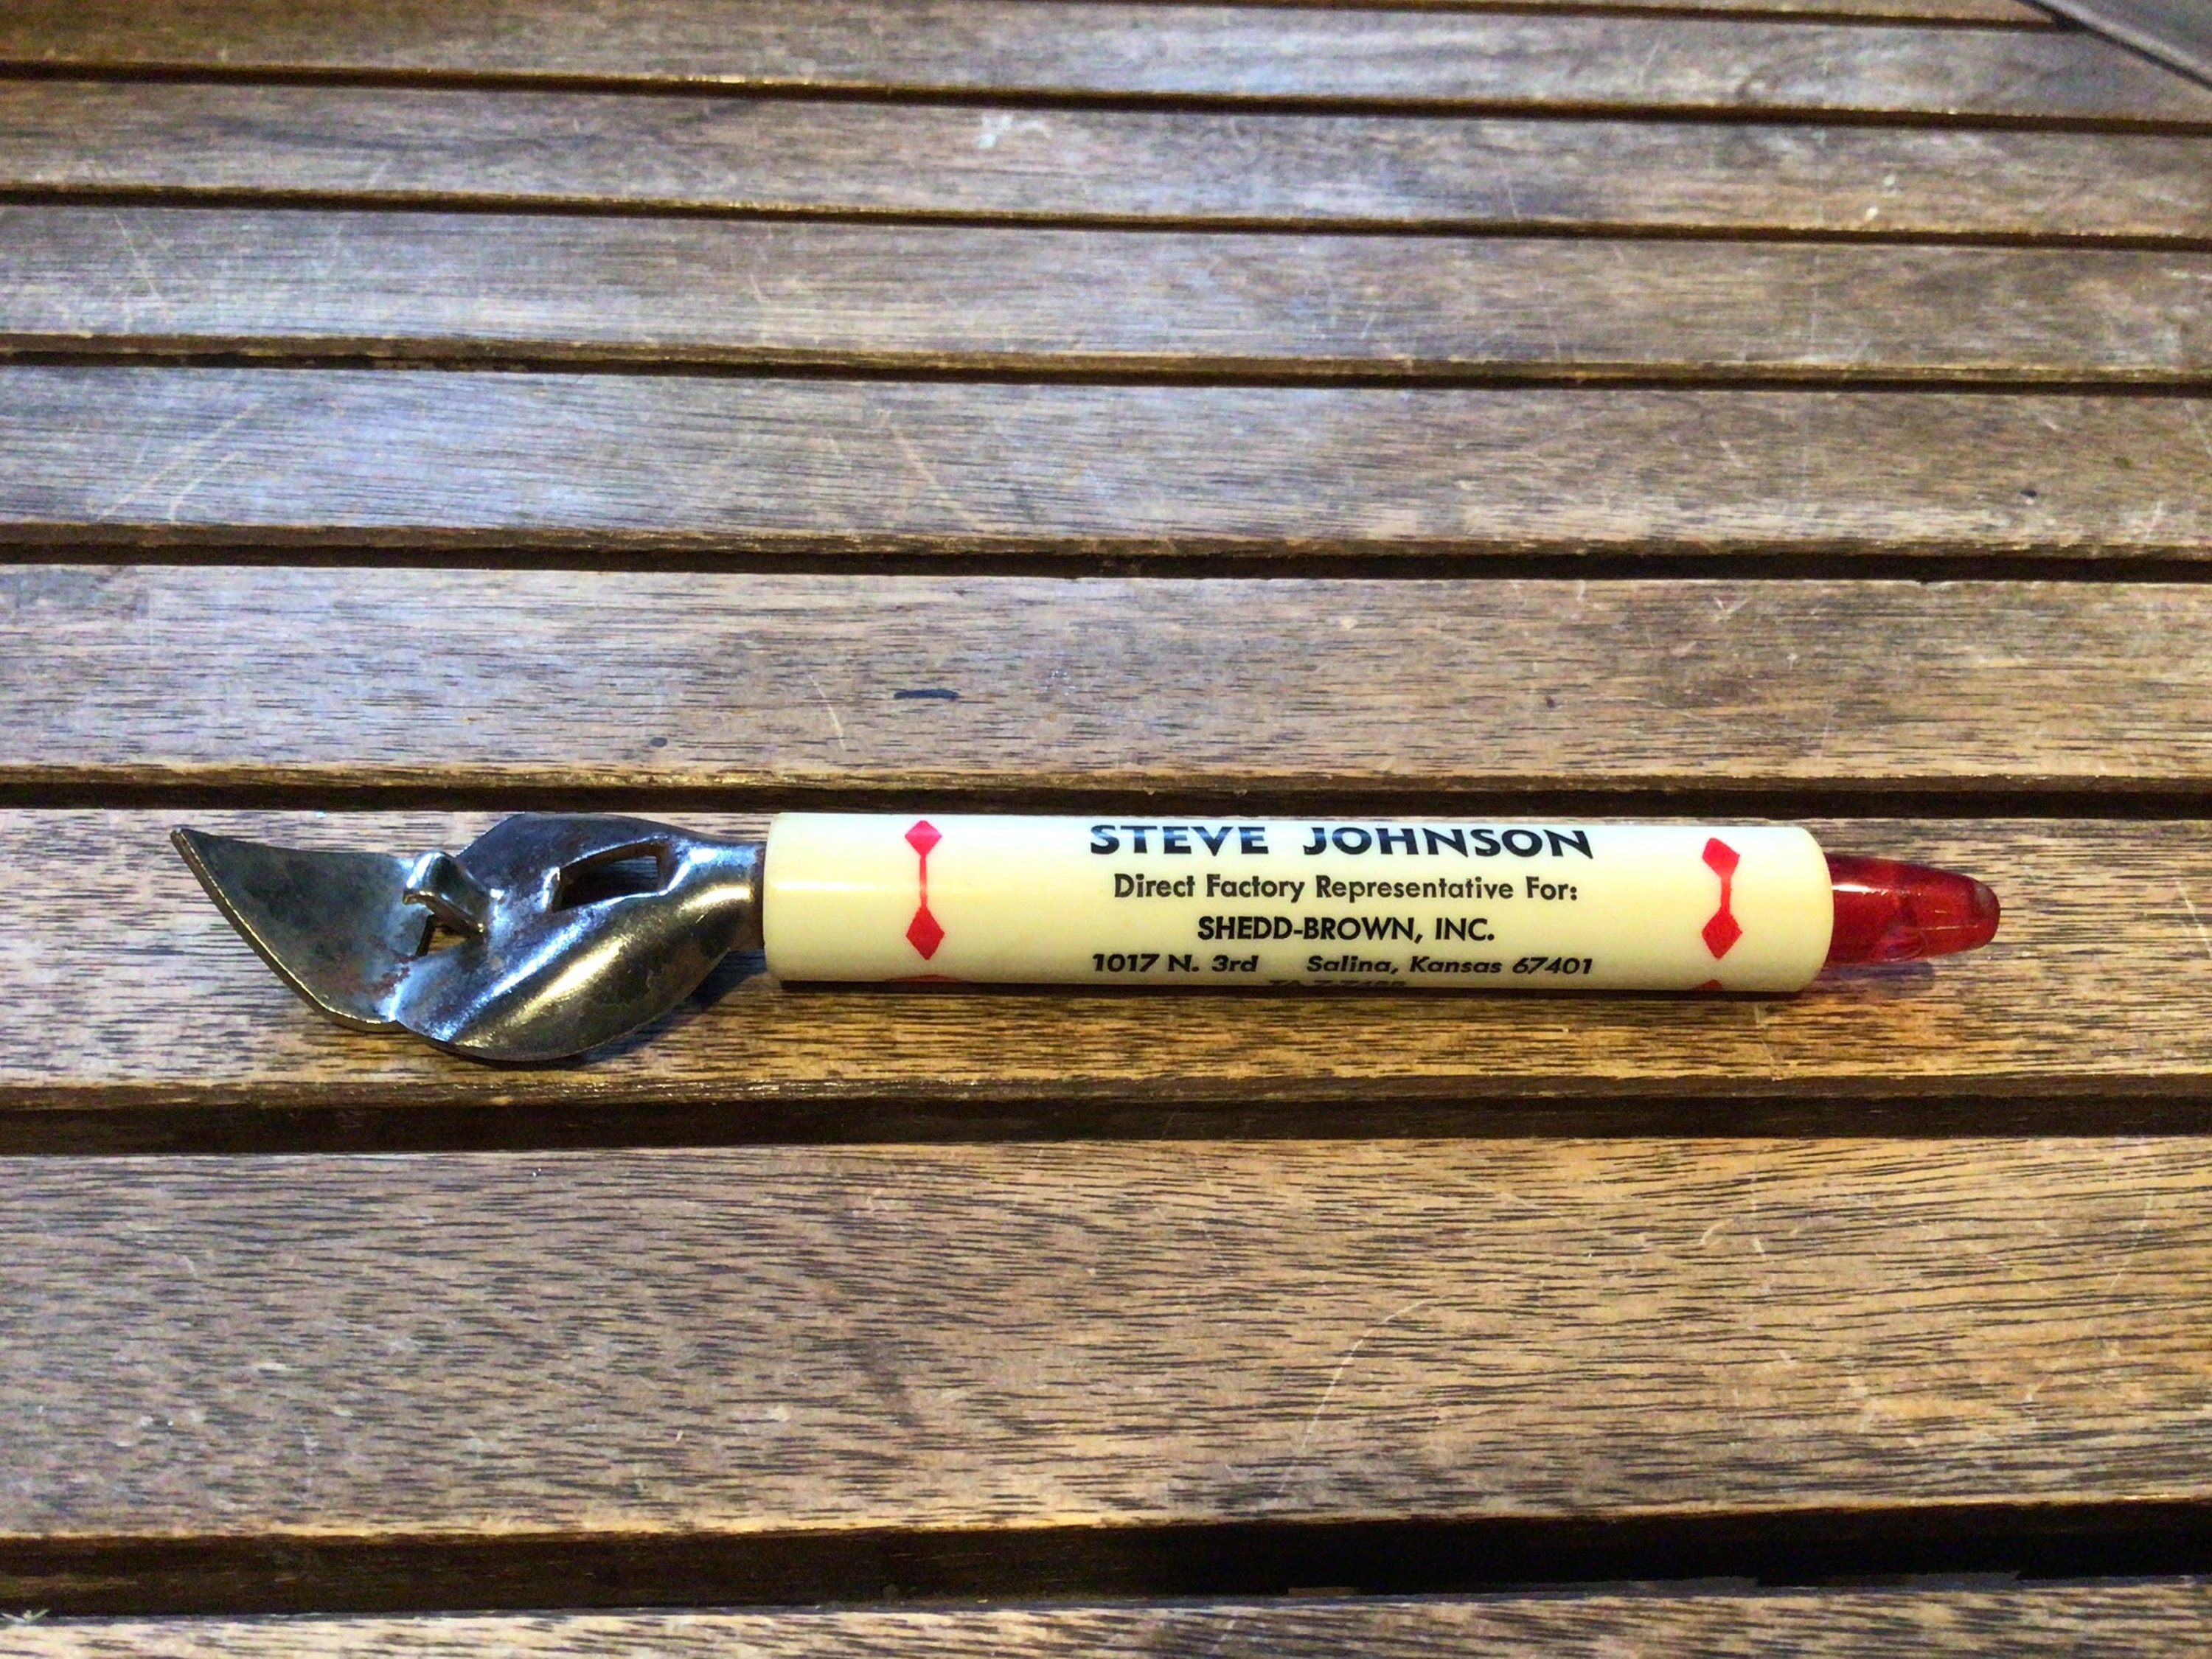 STEVE JOHNSON
Direct Factory Representative For:
SHEDD-BROWN, INC.
1017 N. 3rd Salina, Kansas 67401